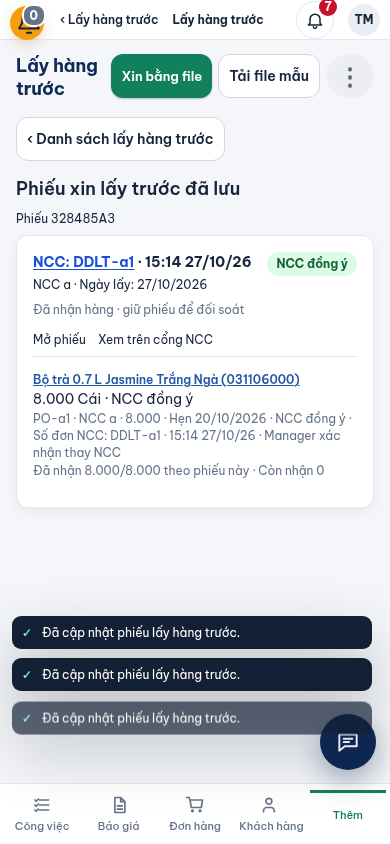 0
‹ Lấy hàng trước
Lấy hàng trước
7
TM
Lấy hàng trước
Xin bằng file
Tải file mẫu
‹ Danh sách lấy hàng trước
Phiếu xin lấy trước đã lưu
Phiếu 328485A3
NCC: DDLT-a1 · 15:14 27/10/2026
NCC đồng ý
NCC a · Ngày lấy: 27/10/2026
Đã nhận hàng · giữ phiếu để đối soát
Mở phiếu Xem trên cổng NCC
Bộ trà 0.7 L Jasmine Trắng Ngà (031106000)
8.000 Cái · NCC đồng ý
PO-a1 · NCC a · 8.000 · Hẹn 20/10/2026 · NCC đồng ý ·
Số đơn NCC: DDLT-a1 · 15:14 27/10/26 · Manager xác
nhận thay NCC
Đã nhận 8.000/8.000 theo phiếu này · Còn nhận 0
✓ Đã cập nhật phiếu lấy hàng trước.
✓ Đã cập nhật phiếu lấy hàng trước.
✓ Đã cập nhật phiếu lấy hàng trước.
Công việc
Báo giá
Đơn hàng
Khách hàng
Thêm